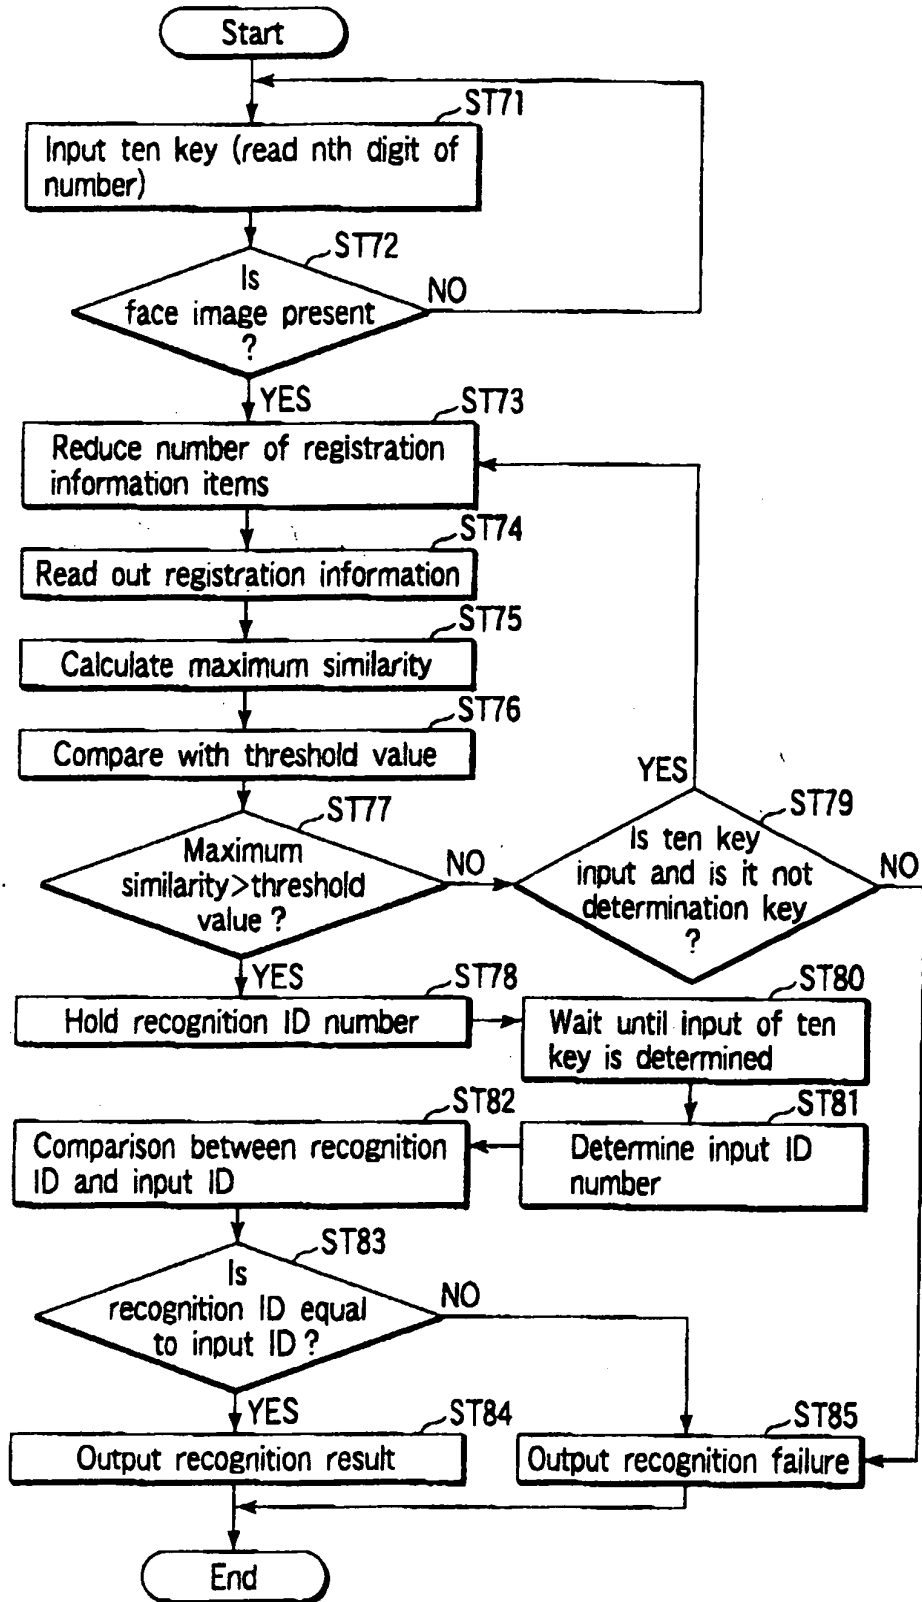 Start
ST71
Input ten key (read nth digit of
number)
ST72
Is
face image present
?
NO
YES
ST73
Reduce number of registration
information items
ST74
Read out registration information
ST75
Calculate maximum similarity
ST76
Compare with threshold value
ST77
Maximum
similarity>threshold
value?
NO
YES
ST79
Is ten key
input and is it not
determination key
?
YES
NO
ST78
Hold recognition ID number
ST80
Wait until input of ten
key is determined
ST81
Determine input ID
number
ST82
Comparison between recognition
ID and input ID
ST83
Is
recognition ID equal
to input ID?
NO
YES
ST84
Output recognition result
ST85
Output recognition failure
End